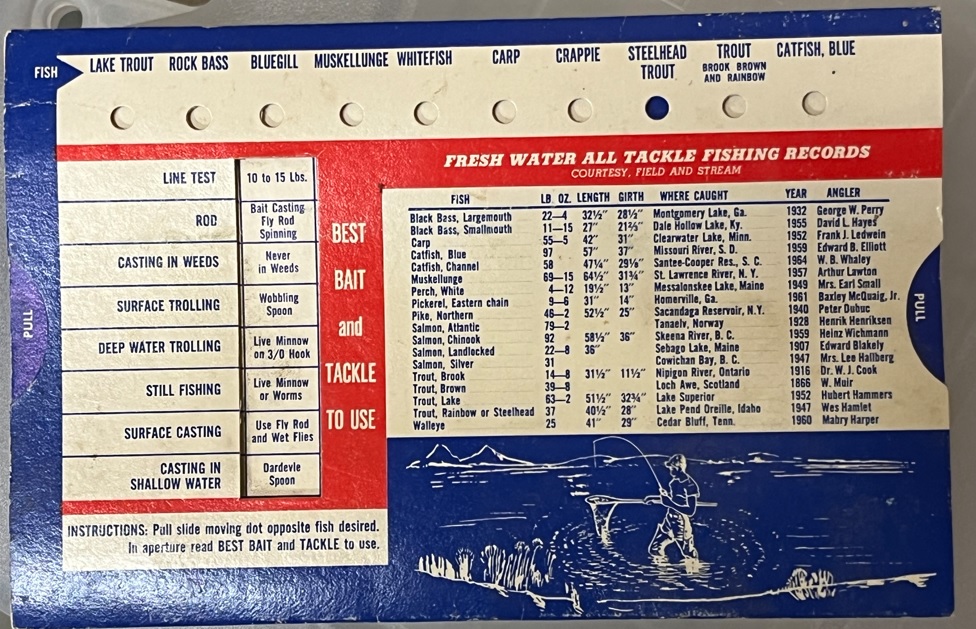 FISH
LAKE TROUT ROCK BASS BLUEGILL MUSKELLUNGE WHITEFISH CARP CRAPPIE STEELHEAD TROUT TROUT BROOK BROWN AND RAINBOW CATFISH, BLUE
PULL
LINE TEST 10 to 15 Lbs.
ROD Bait Casting Fly Rod Spinning
CASTING IN WEEDS Never in Weeds
SURFACE TROLLING Wobbling Spoon
DEEP WATER TROLLING Live Minnow on 3/0 Hook
STILL FISHING Live Minnow or Worms
SURFACE CASTING Use Fly Rod and Wet Flies
CASTING IN SHALLOW WATER Dardevle Spoon
BEST
BAIT
and
TACKLE
TO USE
INSTRUCTIONS: Pull slide moving dot opposite fish desired.
In aperture read BEST BAIT and TACKLE to use.
FRESH WATER ALL TACKLE FISHING RECORDS
COURTESY, FIELD AND STREAM
FISH LB. OZ. LENGTH GIRTH WHERE CAUGHT YEAR ANGLER
Black Bass, Largemouth 22—4 32½″ 28½″ Montgomery Lake, Ga. 1932 George W. Perry
Black Bass, Smallmouth 11—15 27″ 21⅔″ Dale Hollow Lake, Ky. 1955 David L. Hayes
Carp 55—5 42″ 31″ Clearwater Lake, Minn. 1952 Frank J. Ledwein
Catfish, Blue 97 57″ 37″ Missouri River, S. D. 1959 Edward B. Elliott
Catfish, Channel 58 47¼″ 29⅛″ Santee-Cooper Res., S. C. 1964 W. B. Whaley
Muskellunge 69—15 64½″ 31¾″ St. Lawrence River, N. Y. 1957 Arthur Lawton
Perch, White 4—12 19½″ 13″ Messalonskee Lake, Maine 1949 Mrs. Earl Small
Pickerel, Eastern chain 9—6 31″ 14″ Homerville, Ga. 1961 Baxley McQuaig, Jr.
Pike, Northern 46—2 52½″ 25″ Sacandaga Reservoir, N.Y. 1940 Peter Dubuc
Salmon, Atlantic 79—2 Tanaelv, Norway 1928 Henrik Henriksen
Salmon, Chinook 92 58½″ 36″ Skeena River, B. C. 1959 Heinz Wichmann
Salmon, Landlocked 22—8 36″ Sebago Lake, Maine 1907 Edward Blakely
Salmon, Silver 31 Cowichan Bay, B. C. 1947 Mrs. Lee Hallberg
Trout, Brook 14—8 31½″ 11½″ Nipigon River, Ontario 1916 Dr. W. J. Cook
Trout, Brown 39—8 Loch Awe, Scotland 1866 W. Muir
Trout, Lake 63—2 51½″ 32¾″ Lake Superior 1952 Hubert Hammers
Trout, Rainbow or Steelhead 37 40½″ 28″ Lake Pend Oreille, Idaho 1947 Wes Hamlet
Walleye 25 41″ 29″ Cedar Bluff, Tenn. 1960 Mabry Harper
PULL